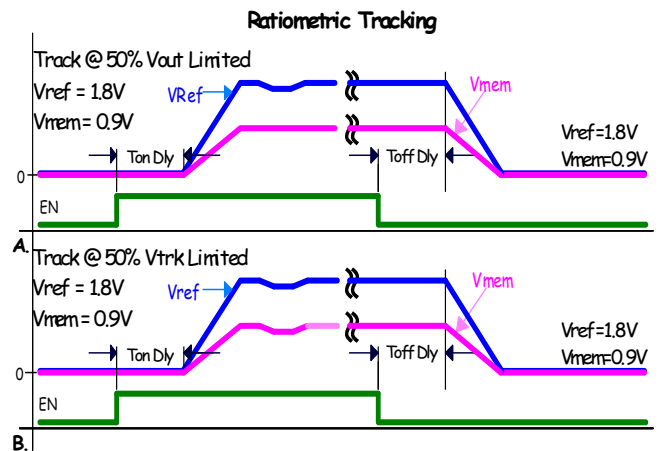 Ratiometric Tracking
Track @ 50% Vout Limited
Vref = 1.8V
VRef
Vmem
Vmem = 0.9V
Vref=1.8V
Ton Dly
Toff Dly
Vmem=0.9V
0
EN
A.
Track @ 50% Vtrk Limited
Vref = 1.8V
Vref
Vmem
Vmem = 0.9V
Vref=1.8V
Ton Dly
Toff Dly
Vmem=0.9V
0
EN
B.